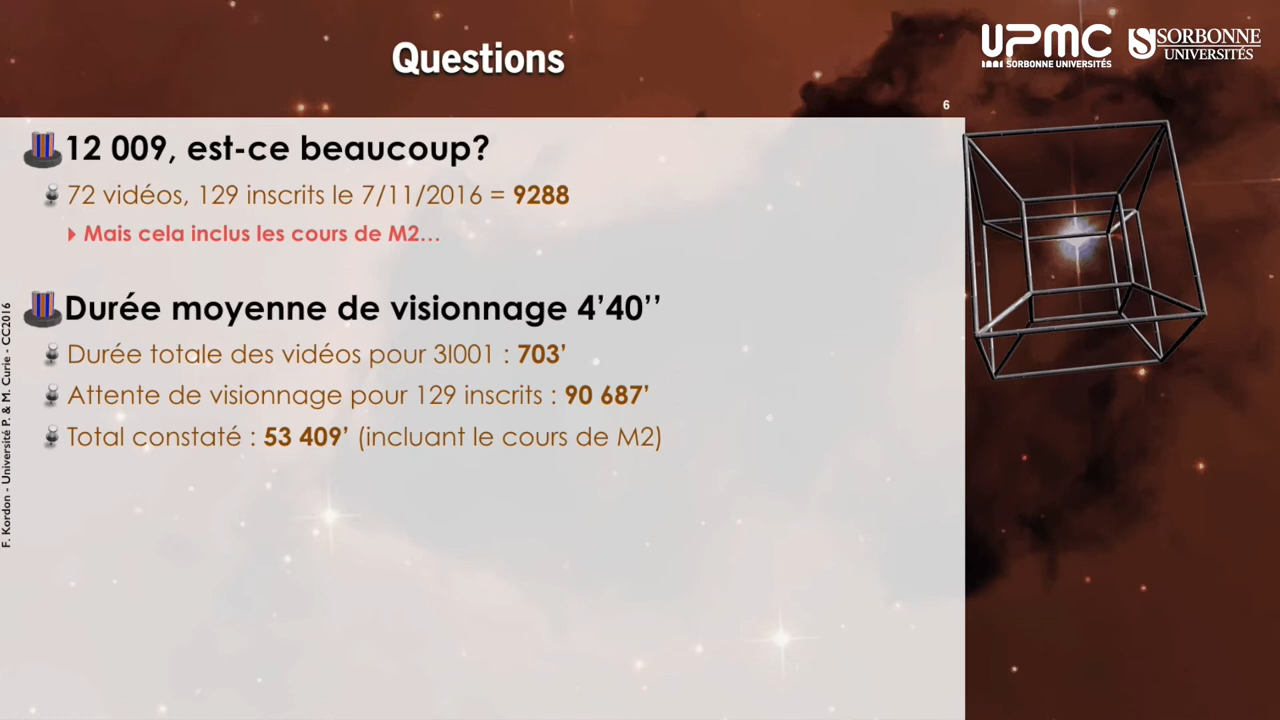 Questions
UPMC
SORBONNE UNIVERSITÉS
SORBONNE
UNIVERSITÉS
6
12 009, est-ce beaucoup?
72 vidéos, 129 inscrits le 7/11/2016 = 9288
Mais cela inclus les cours de M2…
Durée moyenne de visionnage 4’40’’
Durée totale des vidéos pour 3I001 : 703’
Attente de visionnage pour 129 inscrits : 90 687’
Total constaté : 53 409’ (incluant le cours de M2)
F. Kordon - Université P. & M. Curie - CC2016